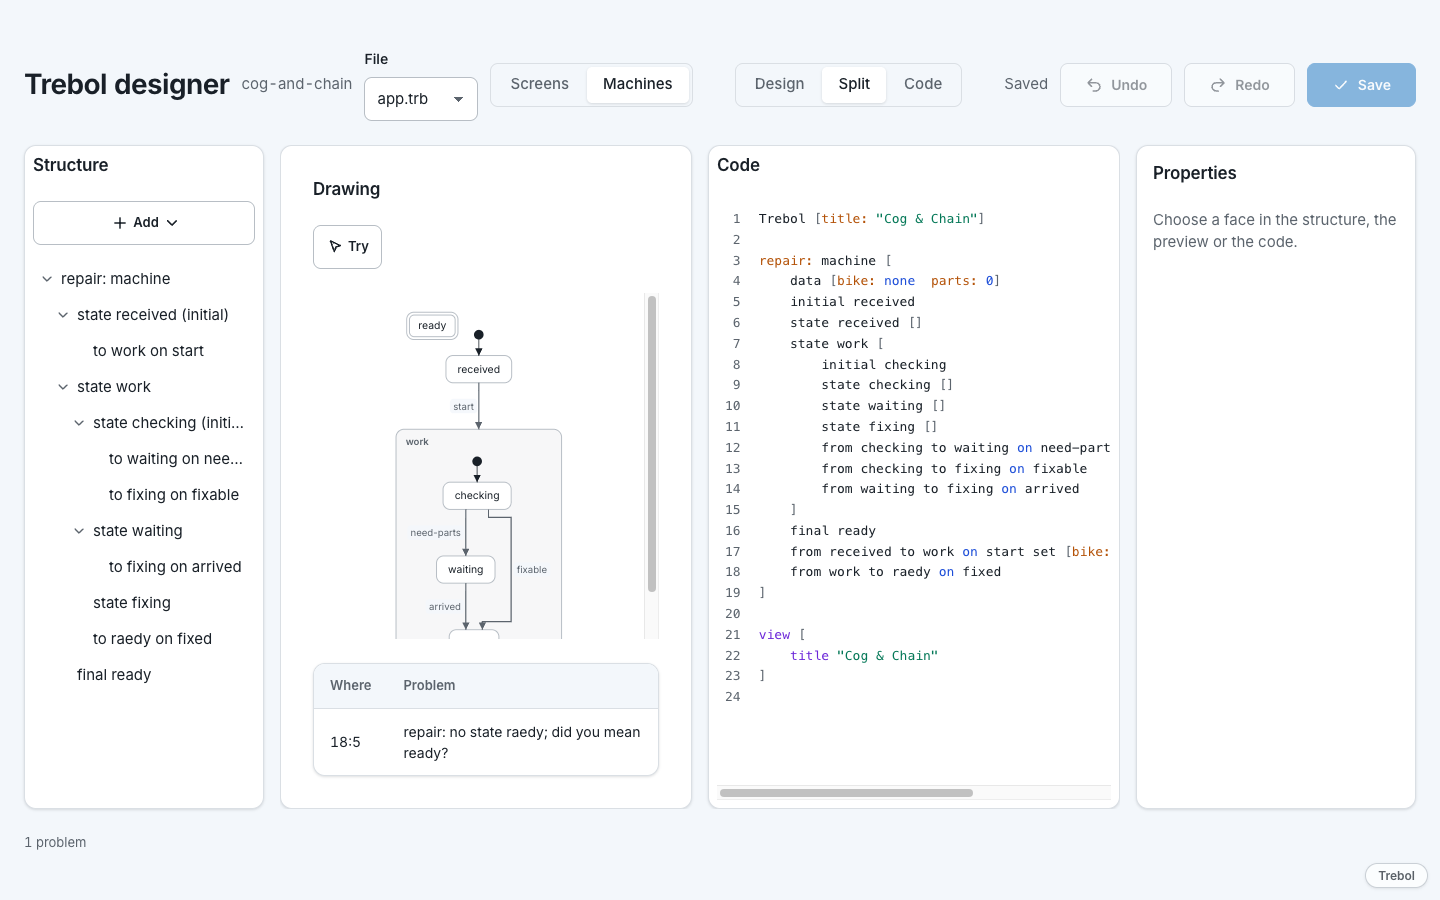 Trebol designer
cog-and-chain
File
app.trb
Screens
Machines
Design
Split
Code
Saved
Undo
Redo
Save
Structure
Add
repair: machine
state received (initial)
to work on start
state work
state checking (initi...
to waiting on nee...
to fixing on fixable
state waiting
to fixing on arrived
state fixing
to raedy on fixed
final ready
Drawing
Try
ready
received
start
work
checking
need-parts
waiting
fixable
arrived
Where Problem
18:5 repair: no state raedy; did you mean
ready?
Code
1 Trebol [title: "Cog & Chain"]
2
3 repair: machine [
4 data [bike: none parts: 0]
5 initial received
6 state received []
7 state work [
8 initial checking
9 state checking []
10 state waiting []
11 state fixing []
12 from checking to waiting on need-part
13 from checking to fixing on fixable
14 from waiting to fixing on arrived
15 ]
16 final ready
17 from received to work on start set [bike:
18 from work to raedy on fixed
19 ]
20
21 view [
22 title "Cog & Chain"
23 ]
24
Properties
Choose a face in the structure, the
preview or the code.
1 problem
Trebol